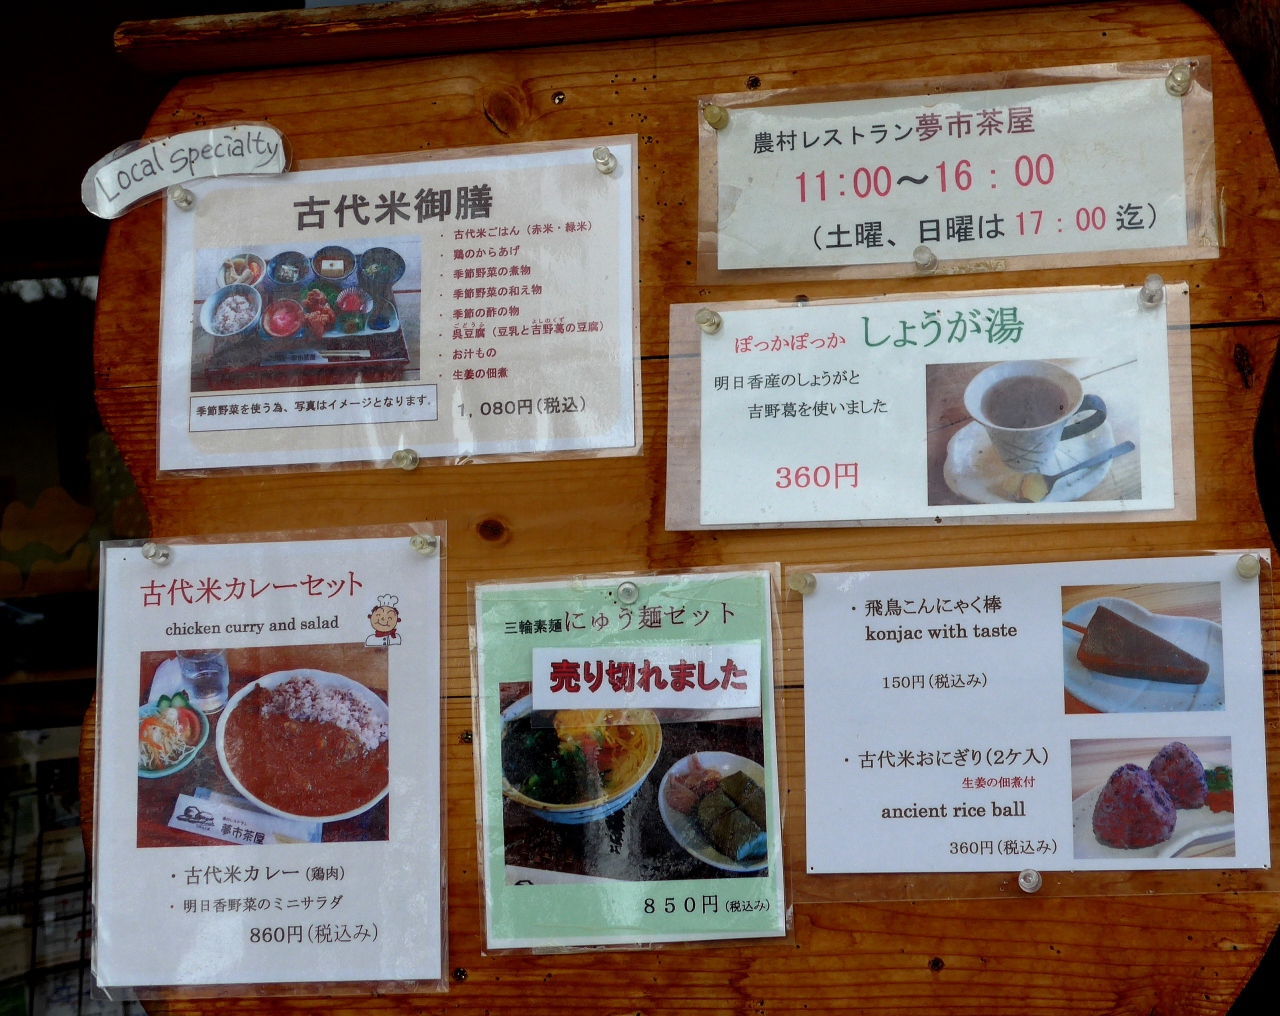 Local Specialty
古代米御膳
・ 古代米ごはん（赤米・緑米）
・ 鶏のからあげ
・ 季節野菜の煮物
・ 季節野菜の和え物
・ 季節の酢の物
・ 呉豆腐（豆乳と吉野葛の豆腐）
ごどうふ
よしのくず
・ お汁もの
・ 生姜の佃煮
季節野菜を使う為、写真はイメージとなります。
1,080円(税込)
農村レストラン夢市茶屋
11:00～16：00
（土曜、日曜は 17：00 迄）
ぽっかぽっか しょうが湯
明日香産のしょうがと
吉野葛を使いました
360円
古代米カレーセット
chicken curry and salad
夢市茶屋
・古代米カレー(鶏肉)
・明日香野菜のミニサラダ
860円(税込み)
三輪素麺にゅう麺セット
売り切れました
８５０円(税込み)
・飛鳥こんにゃく棒
konjac with taste
150円(税込み)
・古代米おにぎり(2ケ入)
生姜の佃煮付
ancient rice ball
360円(税込み)